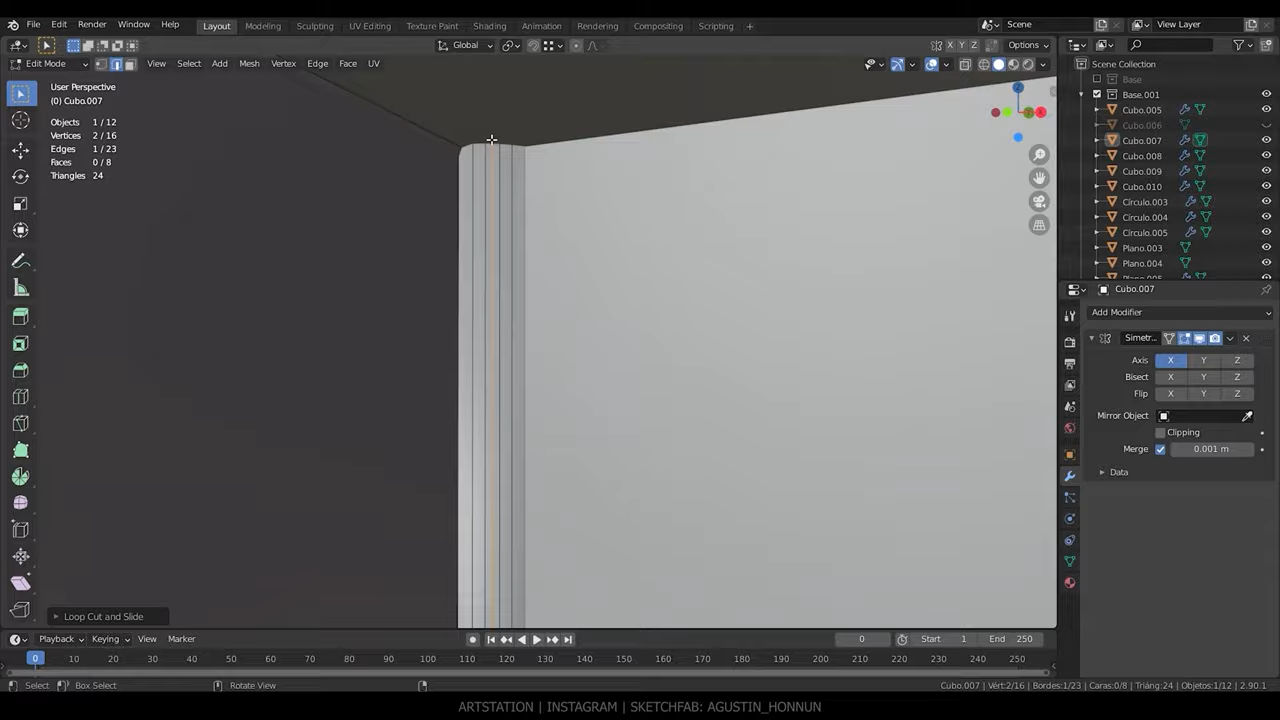 File Edit Render Window Help Layout Modeling Sculpting UV Editing Texture Paint Shading Animation Rendering Compositing Scripting + Scene View Layer
Global X Y Z Options
Edit Mode View Select Add Mesh Vertex Edge Face UV
User Perspective
(0) Cubo.007
Objects 1/12
Vertices 2/16
Edges 1/23
Faces 0/8
Triangles 24
Z
X
Scene Collection
Base
Base.001
Cubo.005
Cubo.006
Cubo.007
Cubo.008
Cubo.009
Cubo.010
Círculo.003
Círculo.004
Círculo.005
Plano.003
Plano.004
Plano.005
Cubo.007
Add Modifier
Simetr...
Axis X Y Z
Bisect X Y Z
Flip X Y Z
Mirror Object
Clipping
Merge 0.001 m
Data
Loop Cut and Slide
Playback Keying View Marker 0 Start 1 End 250
0 10 20 30 40 50 60 70 80 90 100 110 120 130 140 150 160 170 180 190 200 210 220 230 240 250
Select Box Select Rotate View Cubo.007 | Vért:2/16 | Bordes:1/23 | Caras:0/8 | Triáng:24 | Objetos:1/12 | 2.90.1
ARTSTATION | INSTAGRAM | SKETCHFAB: AGUSTIN_HONNUN